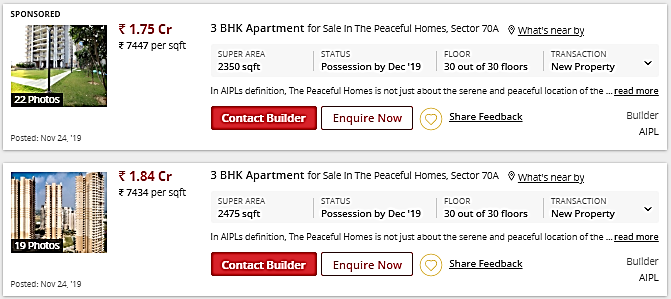 SPONSORED
22 Photos
Posted: Nov 24, '19
₹ 1.75 Cr
₹ 7447 per sqft
3 BHK Apartment for Sale In The Peaceful Homes, Sector 70A What's near by
SUPER AREA STATUS FLOOR TRANSACTION
2350 sqft Possession by Dec '19 30 out of 30 floors New Property
In AIPLs definition, The Peaceful Homes is not just about the serene and peaceful location of the ... read more
Contact Builder Enquire Now Share Feedback
Builder
AIPL
19 Photos
Posted: Nov 24, '19
₹ 1.84 Cr
₹ 7434 per sqft
3 BHK Apartment for Sale In The Peaceful Homes, Sector 70A What's near by
SUPER AREA STATUS FLOOR TRANSACTION
2475 sqft Possession by Dec '19 30 out of 30 floors New Property
In AIPLs definition, The Peaceful Homes is not just about the serene and peaceful location of the ... read more
Contact Builder Enquire Now Share Feedback
Builder
AIPL